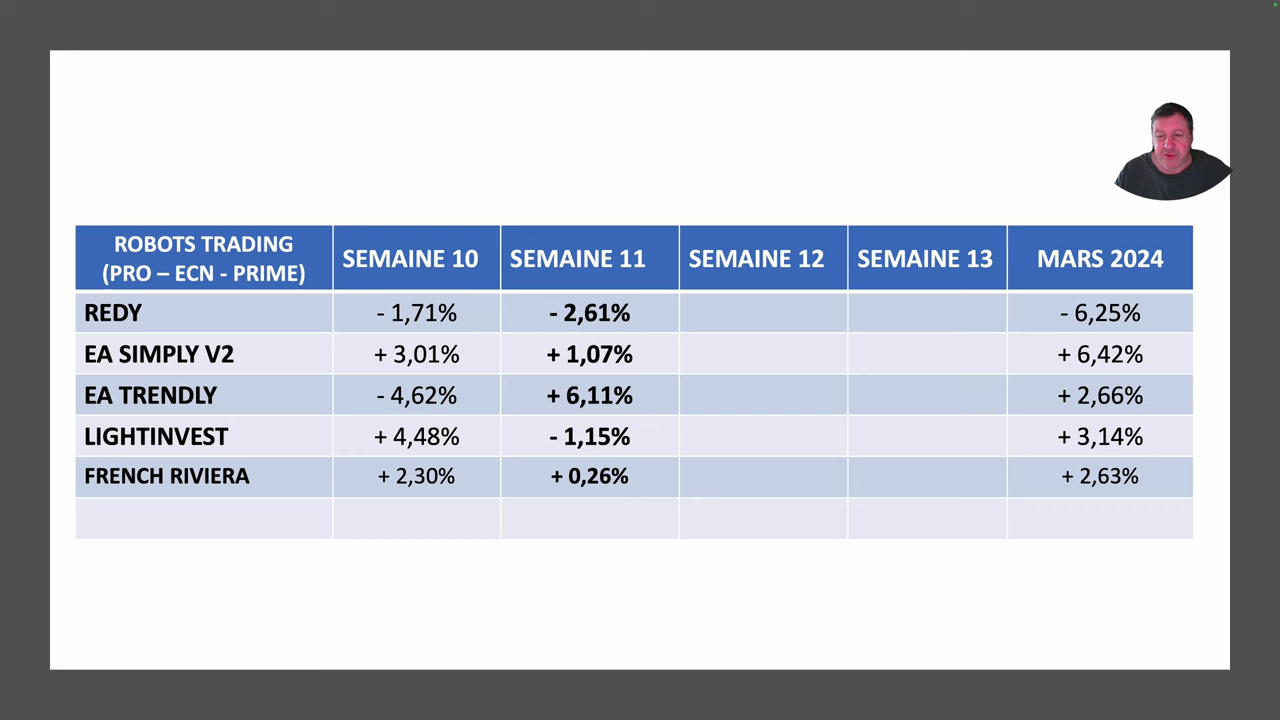 ROBOTS TRADING
(PRO – ECN - PRIME)
SEMAINE 10
SEMAINE 11
SEMAINE 12
SEMAINE 13
MARS 2024
REDY
- 1,71%
- 2,61%
- 6,25%
EA SIMPLY V2
+ 3,01%
+ 1,07%
+ 6,42%
EA TRENDLY
- 4,62%
+ 6,11%
+ 2,66%
LIGHTINVEST
+ 4,48%
- 1,15%
+ 3,14%
FRENCH RIVIERA
+ 2,30%
+ 0,26%
+ 2,63%